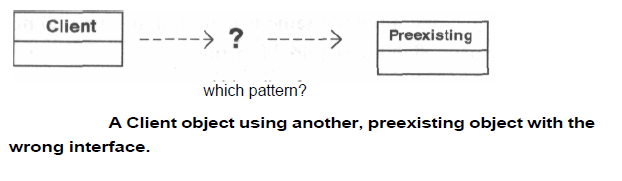 Client
?
Preexisting
which pattern?
A Client object using another, preexisting object with the
wrong interface.